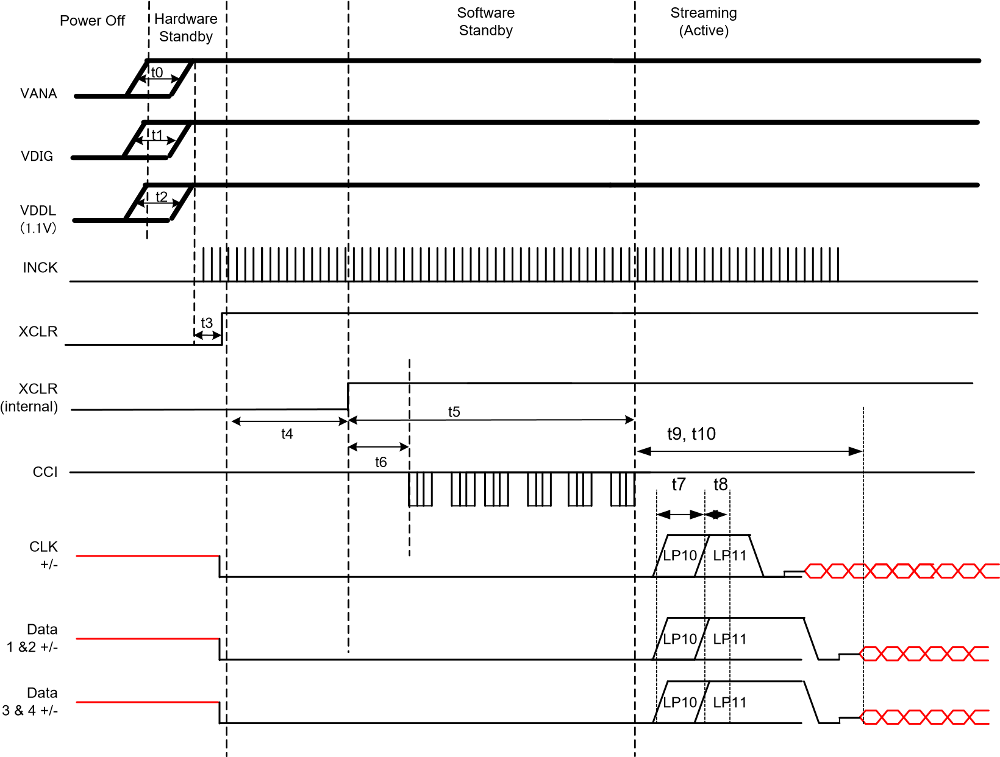 Power Off
Hardware
Standby
Software
Standby
Streaming
(Active)
t0
VANA
t1
VDIG
t2
VDDL
(1.1V)
INCK
t3
XCLR
XCLR
(internal)
t5
t4
t9, t10
t6
CCI
t7
t8
CLK
+/-
LP10
LP11
Data
1 &2 +/-
LP10
LP11
Data
3 & 4 +/-
LP10
LP11